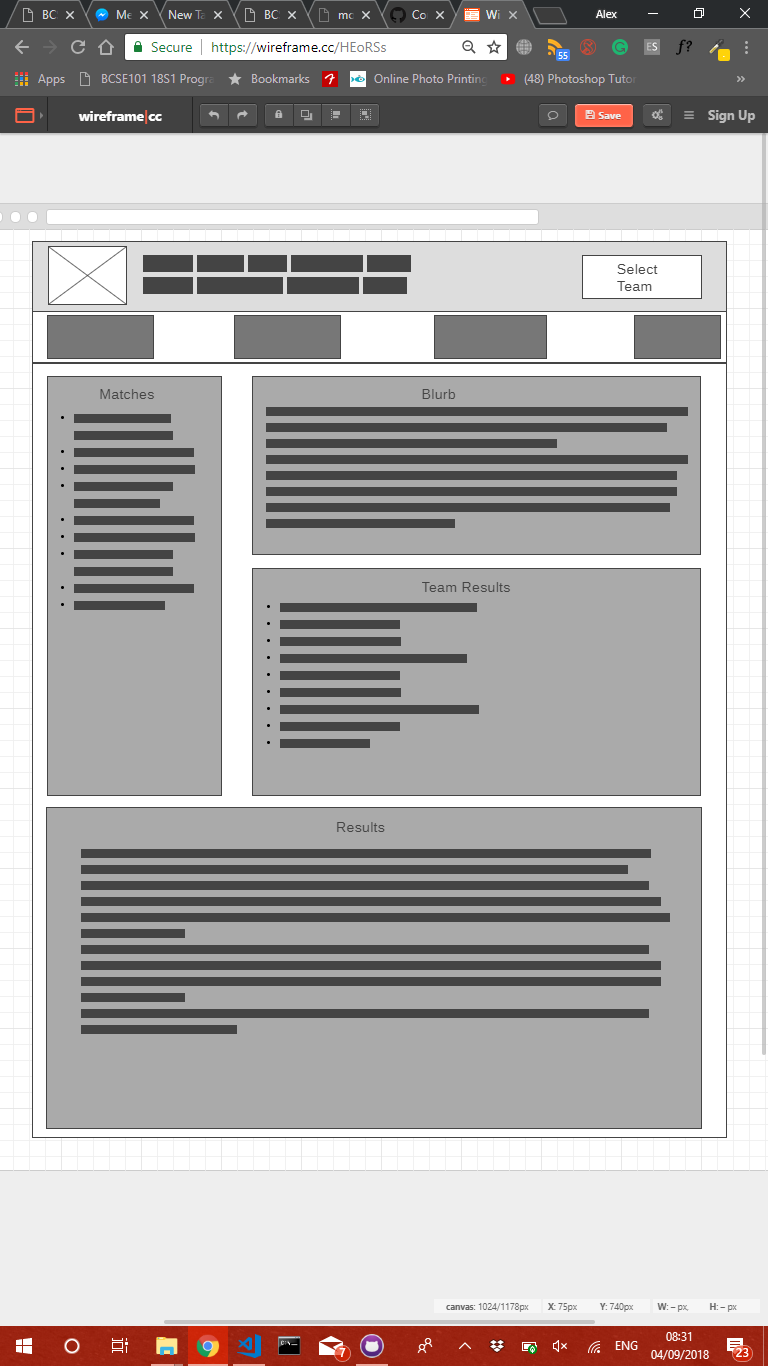 BC
Me
New Ta
BC
mo
Co
Wi
Alex
Secure
https://wireframe.cc/HEoRSs
55
ES
f?
Apps
BCSE101 18S1 Progra
Bookmarks
Online Photo Printing
(48) Photoshop Tutor
»
wireframe|cc
Save
Sign Up
Select
Team
Matches
Blurb
Team Results
Results
canvas: 1024/1178px
X: 75px
Y: 740px
W: – px,
H: – px
7
ENG
08:31
04/09/2018
23